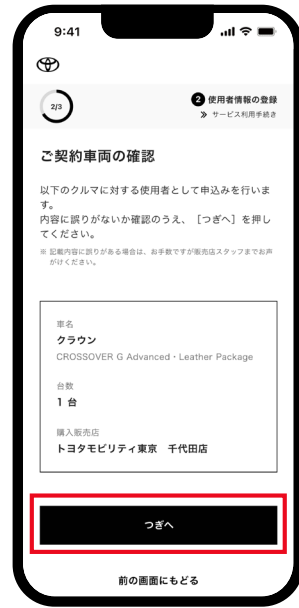 9:41
2/3
2 使用者情報の登録
サービス利用手続き
ご契約車両の確認
以下のクルマに対する使用者として申込みを行いま
す。
内容に誤りがないか確認のうえ、［つぎへ］を押し
てください。
※ 記載内容に誤りがある場合は、お手数ですが販売店スタッフまでお声
がけください。
車名
クラウン
CROSSOVER G Advanced・Leather Package
台数
1 台
購入販売店
トヨタモビリティ東京　千代田店
つぎへ
前の画面にもどる